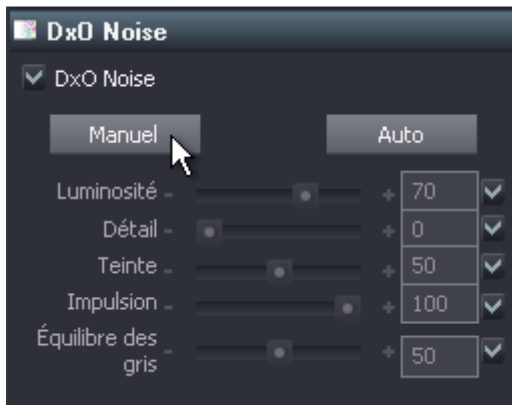 DxO Noise
DxO Noise
Manuel Auto
Luminosité - + 70
Détail - + 0
Teinte - + 50
Impulsion - + 100
Équilibre des
gris - + 50